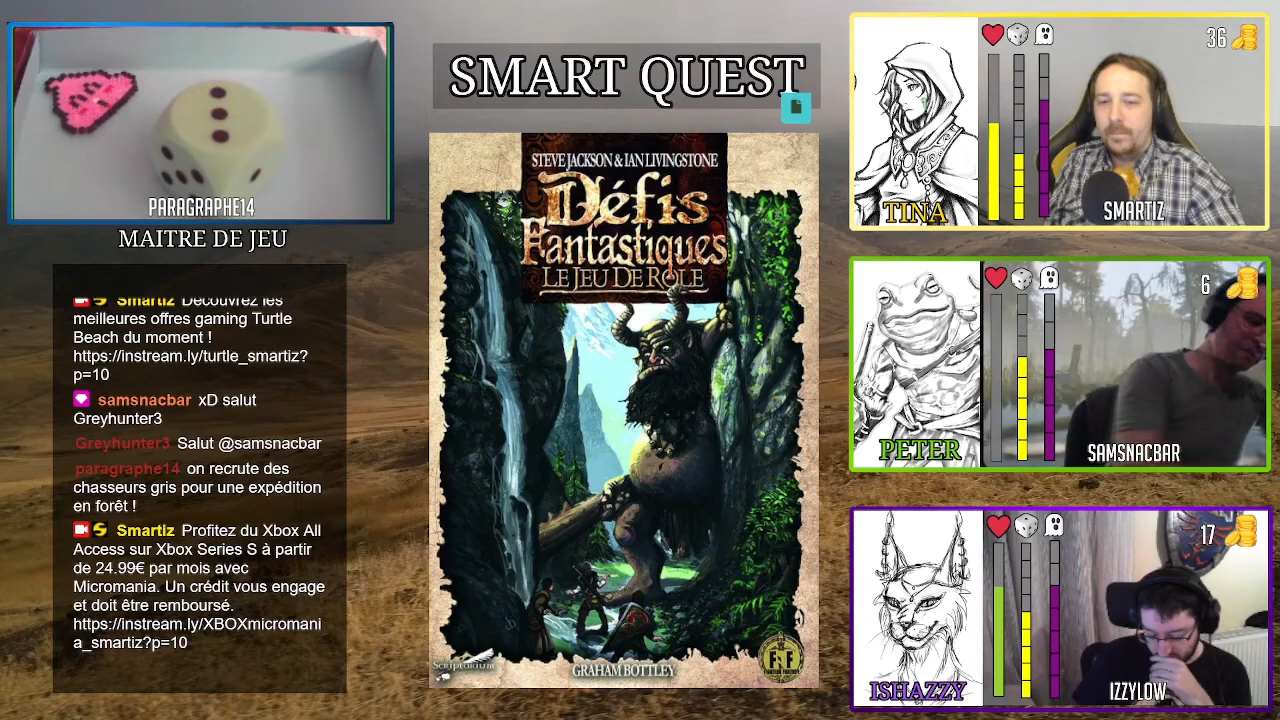 PARAGRAPHE14
MAITRE DE JEU
Smartiz Découvrez les
meilleures offres gaming Turtle
Beach du moment !
https://instream.ly/turtle_smartiz?
p=10
samsnacbar xD salut
Greyhunter3
Greyhunter3 Salut @samsnacbar
paragraphe14 on recrute des
chasseurs gris pour une expédition
en forêt !
Smartiz Profitez du Xbox All
Access sur Xbox Series S à partir
de 24.99€ par mois avec
Micromania. Un crédit vous engage
et doit être remboursé.
https://instream.ly/XBOXmicromani
a_smartiz?p=10
SMART QUEST
STEVE JACKSON & IAN LIVINGSTONE
Défis
Fantastiques
LE JEU DE RÔLE
SCRIPTARIUM
GRAHAM BOTTLEY
FF
36
TINA
SMARTIZ
6
PETER
SAMSNACBAR
17
ISHAZZY
IZZYLOW